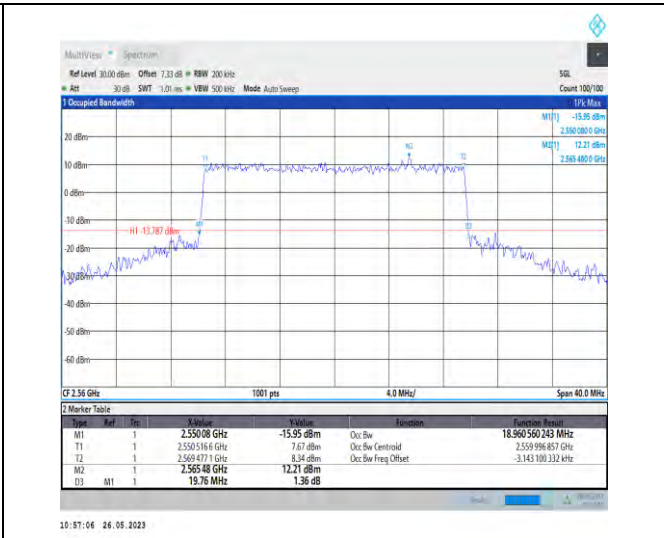 MultiView Spectrum
Ref Level 30.00 dBm Offset 7.33 dB RBW 200 kHz SGL
Att 30 dB SWT 1.01 ms VBW 500 kHz Mode Auto Sweep Count 100/100
1 Occupied Bandwidth 1Pk Max
M1[1] -15.95 dBm
2.550 080 0 GHz
M2[1] 12.21 dBm
2.565 480 0 GHz
20 dBm
M2
T1 T2
10 dBm
0 dBm
-10 dBm
M1 D3
H1 -13.787 dBm
-20 dBm
-30 dBm
-40 dBm
-50 dBm
-60 dBm
CF 2.56 GHz 1001 pts 4.0 MHz/ Span 40.0 MHz
2 Marker Table
Type Ref Trc X-Value Y-Value Function Function Result
M1 1 2.55008 GHz -15.95 dBm Occ Bw 18.960 560 243 MHz
T1 1 2.550 516 6 GHz 7.67 dBm Occ Bw Centroid 2.559 996 857 GHz
T2 1 2.569 477 1 GHz 8.34 dBm Occ Bw Freq Offset -3.143 100 332 kHz
M2 1 2.565 48 GHz 12.21 dBm
D3 M1 1 19.76 MHz 1.36 dB
10:57:06 26.05.2023